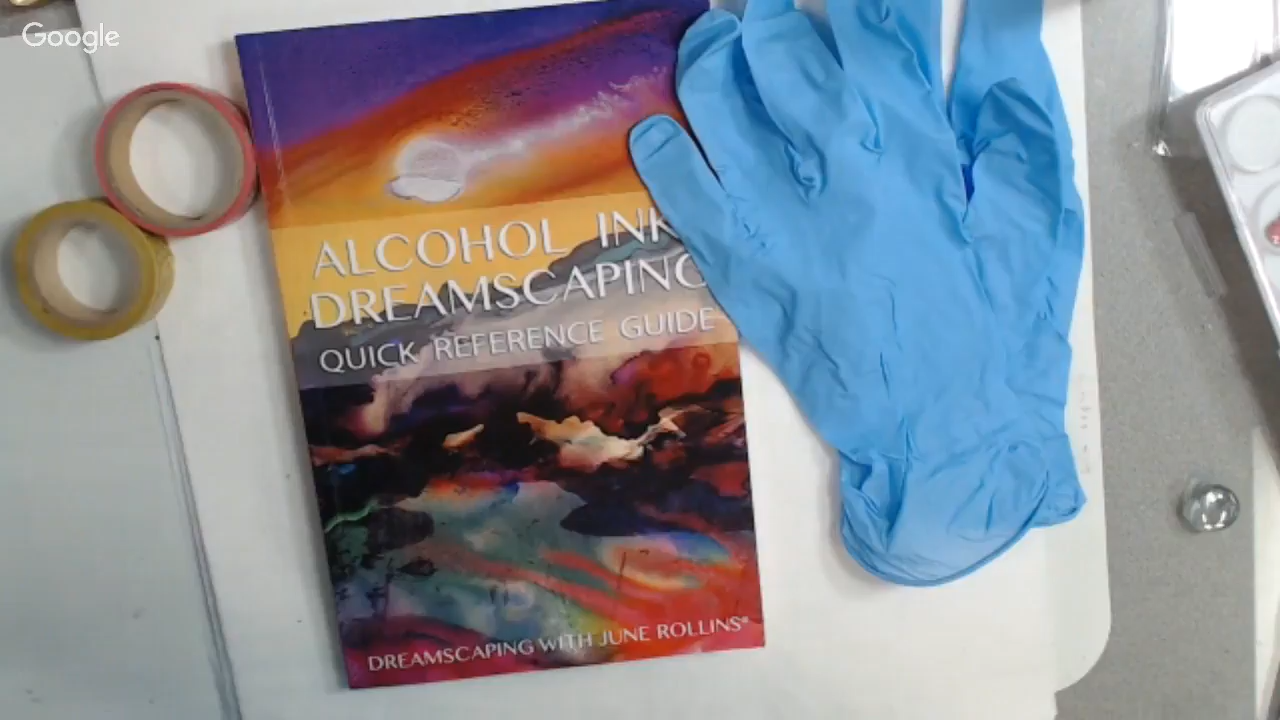 Google
ALCOHOL INK
DREAMSCAPING
QUICK REFERENCE GUIDE
DREAMSCAPING WITH JUNE ROLLINS®